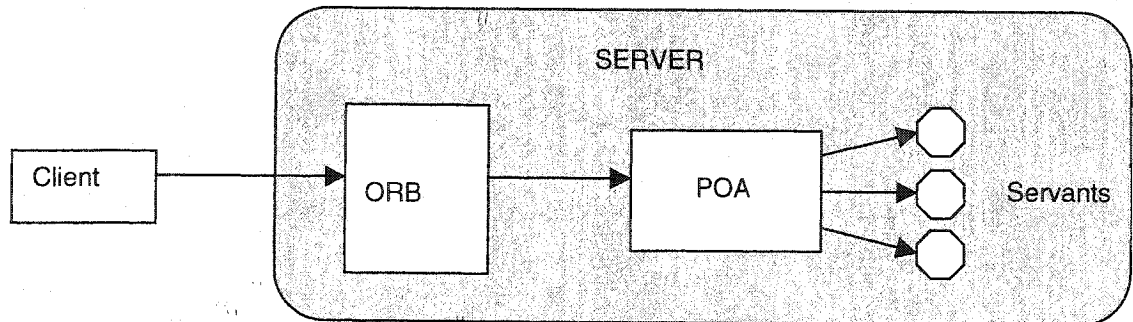 SERVER
Client
ORB
POA
Servants